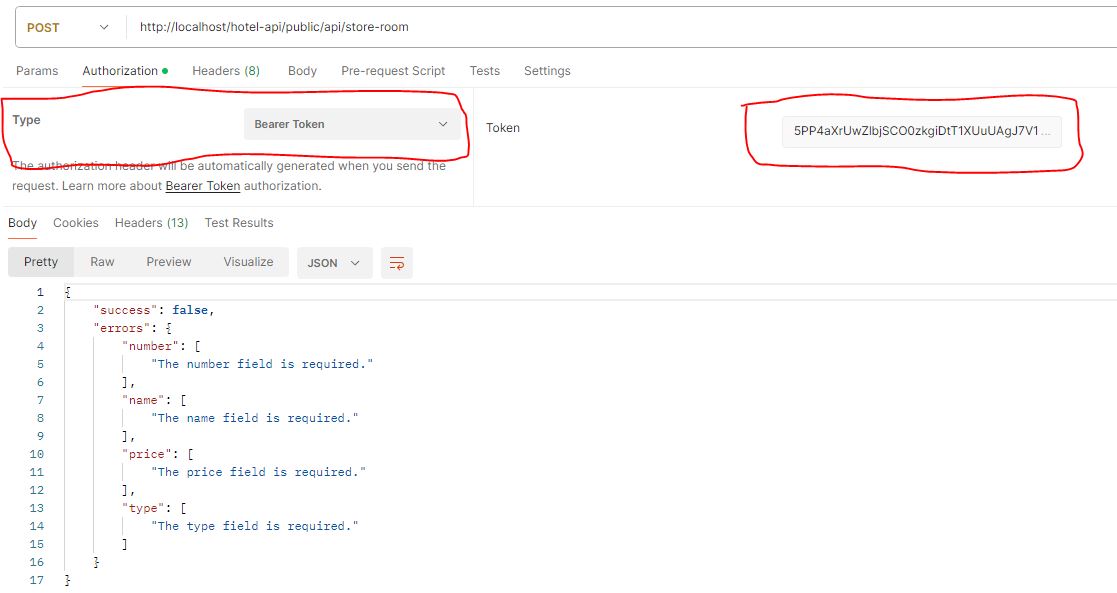 POST http://localhost/hotel-api/public/api/store-room
Params Authorization Headers (8) Body Pre-request Script Tests Settings
Type Bearer Token
The authorization header will be automatically generated when you send the
request. Learn more about Bearer Token authorization.
Token 5PP4aXrUwZIbjSCO0zkgiDtT1XUuUAgJ7V1 ...
Body Cookies Headers (13) Test Results
Pretty Raw Preview Visualize JSON
1 {
2 "success": false,
3 "errors": {
4 "number": [
5 "The number field is required."
6 ],
7 "name": [
8 "The name field is required."
9 ],
10 "price": [
11 "The price field is required."
12 ],
13 "type": [
14 "The type field is required."
15 ]
16 }
17 }